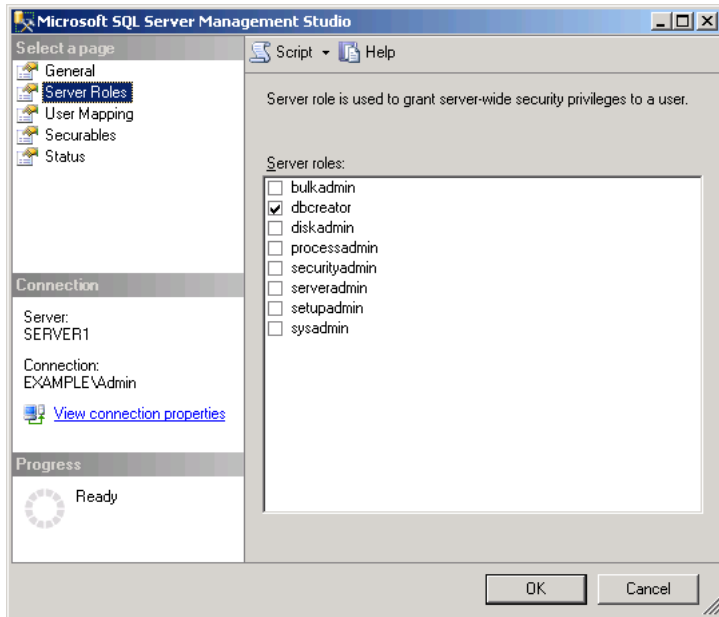 Microsoft SQL Server Management Studio
Select a page
General
Server Roles
User Mapping
Securables
Status
Script
Help
Server role is used to grant server-wide security privileges to a user.
Server roles:
bulkadmin
dbcreator
diskadmin
processadmin
securityadmin
serveradmin
setupadmin
sysadmin
Connection
Server:
SERVER1
Connection:
EXAMPLE\Admin
View connection properties
Progress
Ready
OK
Cancel